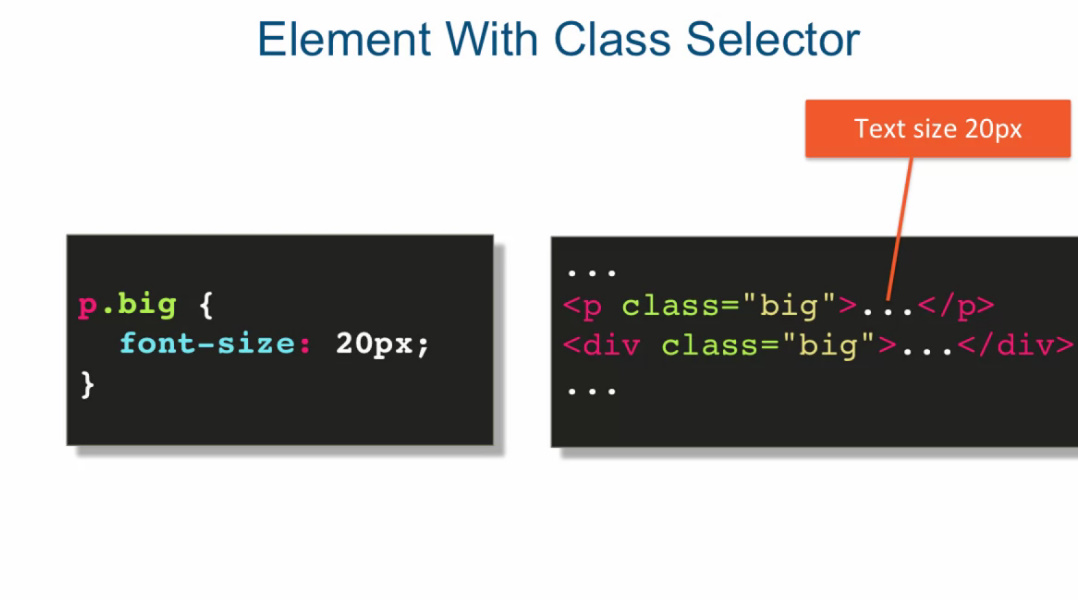 Element With Class Selector
Text size 20px
p.big {
font-size: 20px;
}
...
<p class="big">...</p>
<div class="big">...</div>
...